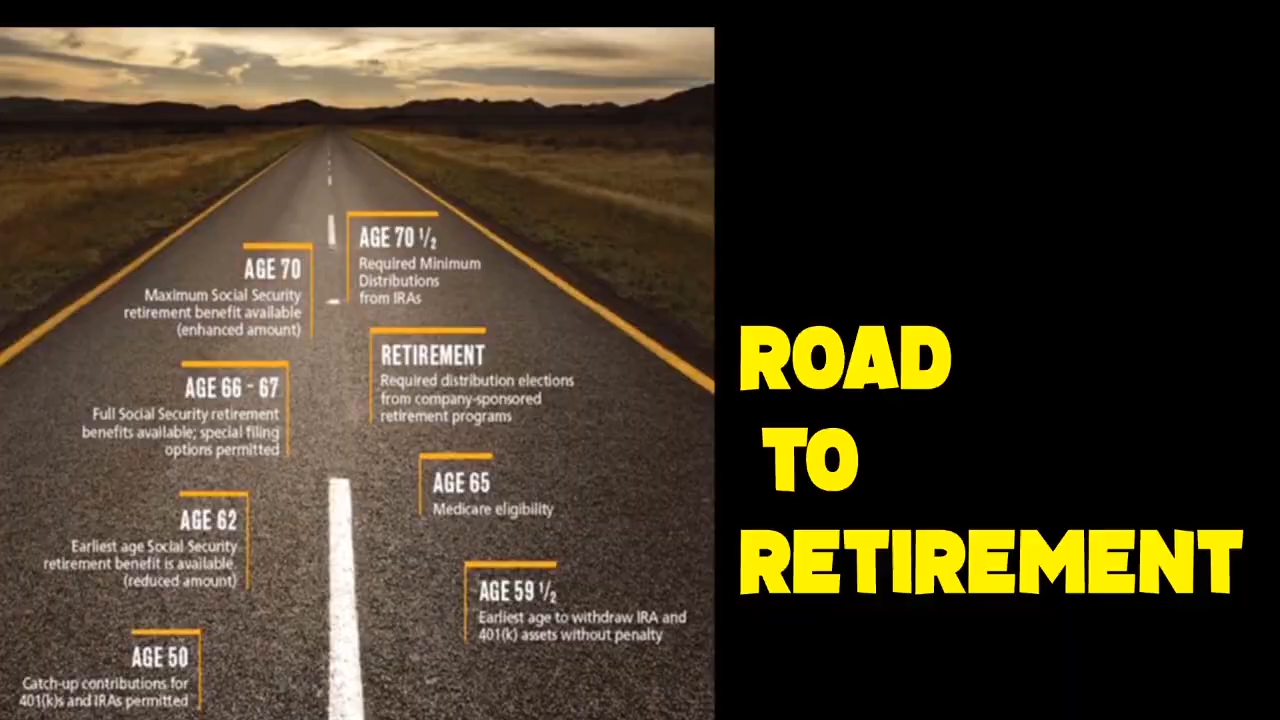 AGE 70 ½
Required Minimum
Distributions
from IRAs
AGE 70
Maximum Social Security
retirement benefit available
(enhanced amount)
RETIREMENT
Required distribution elections
from company-sponsored
retirement programs
AGE 66 - 67
Full Social Security retirement
benefits available; special filing
options permitted
AGE 65
Medicare eligibility
AGE 62
Earliest age Social Security
retirement benefit is available.
(reduced amount)
AGE 59 ½
Earliest age to withdraw IRA and
401(k) assets without penalty
AGE 50
Catch-up contributions for
401(k)s and IRAs permitted
ROAD
TO
RETIREMENT